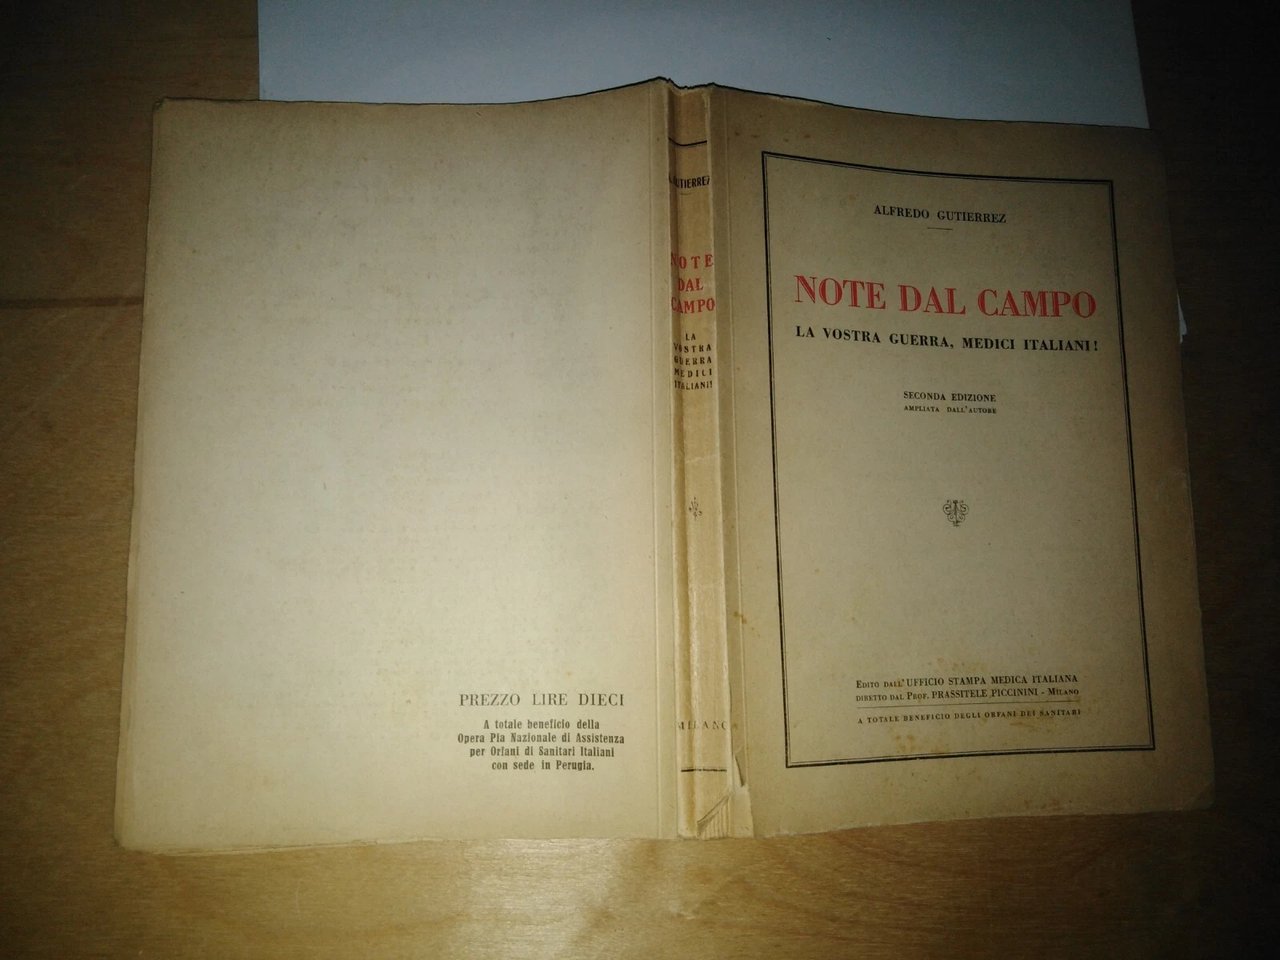 PREZZO LIRE DIECI
A totale beneficio della
Opera Pia Nazionale di Assistenza
per Orfani di Sanitari Italiani
con sede in Perugia.
A. GUTIERREZ
NOTE
DAL
CAMPO
LA
VOSTRA
GUERRA
MEDICI
ITALIANI!
MILANO
ALFREDO GUTIERREZ
NOTE DAL CAMPO
LA VOSTRA GUERRA, MEDICI ITALIANI!
SECONDA EDIZIONE
AMPLIATA DALL'AUTORE
EDITO DALL'UFFICIO STAMPA MEDICA ITALIANA
DIRETTO DAL PROF. PRASSITELE PICCININI - MILANO
A TOTALE BENEFICIO DEGLI ORFANI DEI SANITARI